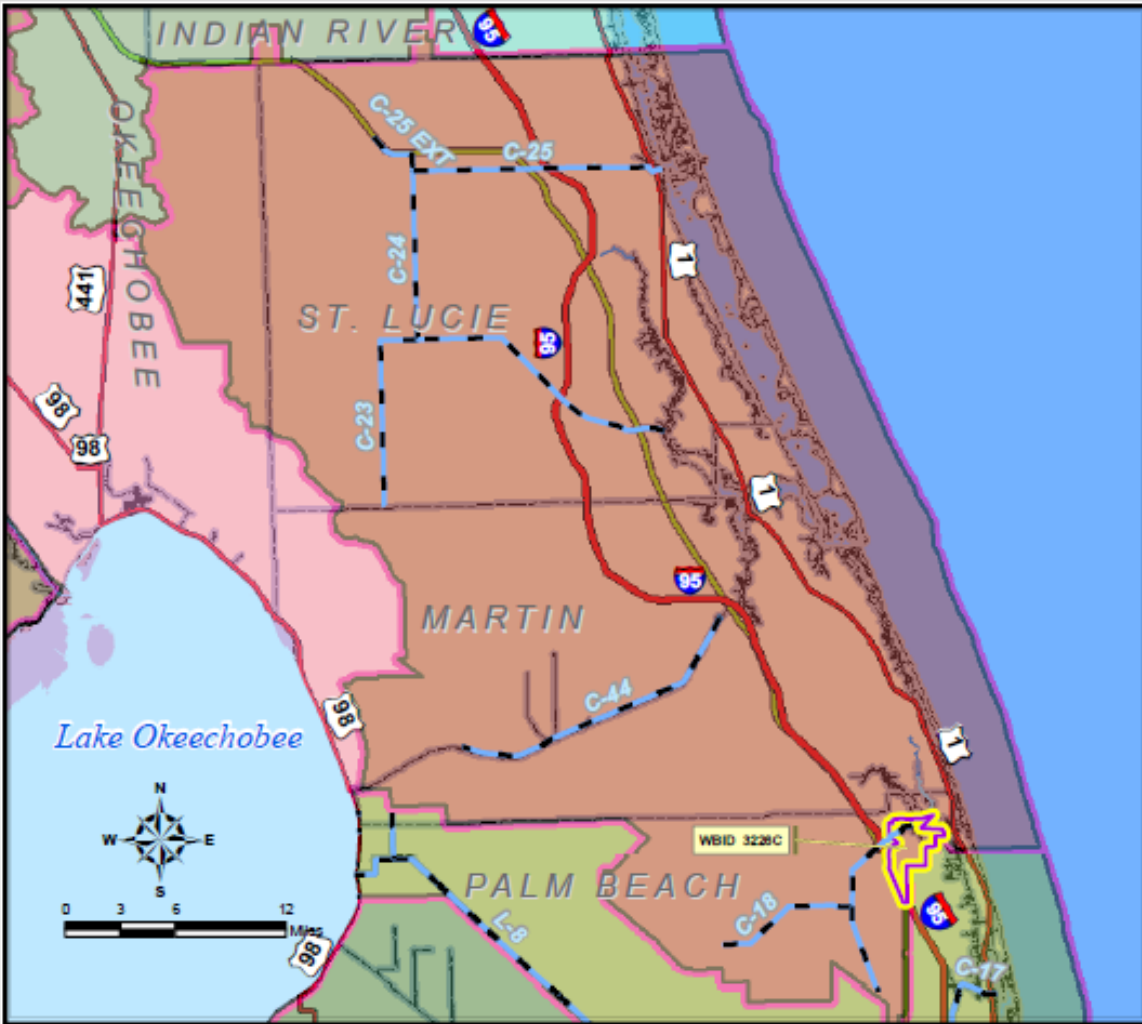 INDIAN RIVER
95
OKEECHOBEE
C-25 EXT
C-25
C-24
1
441
ST. LUCIE
95
98
C-23
98
1
95
MARTIN
C-44
98
Lake Okeechobee
1
N
W
E
S
WBID 3226C
PALM BEACH
0 3 6 12
Miles
C-18
95
L-8
98
C-17